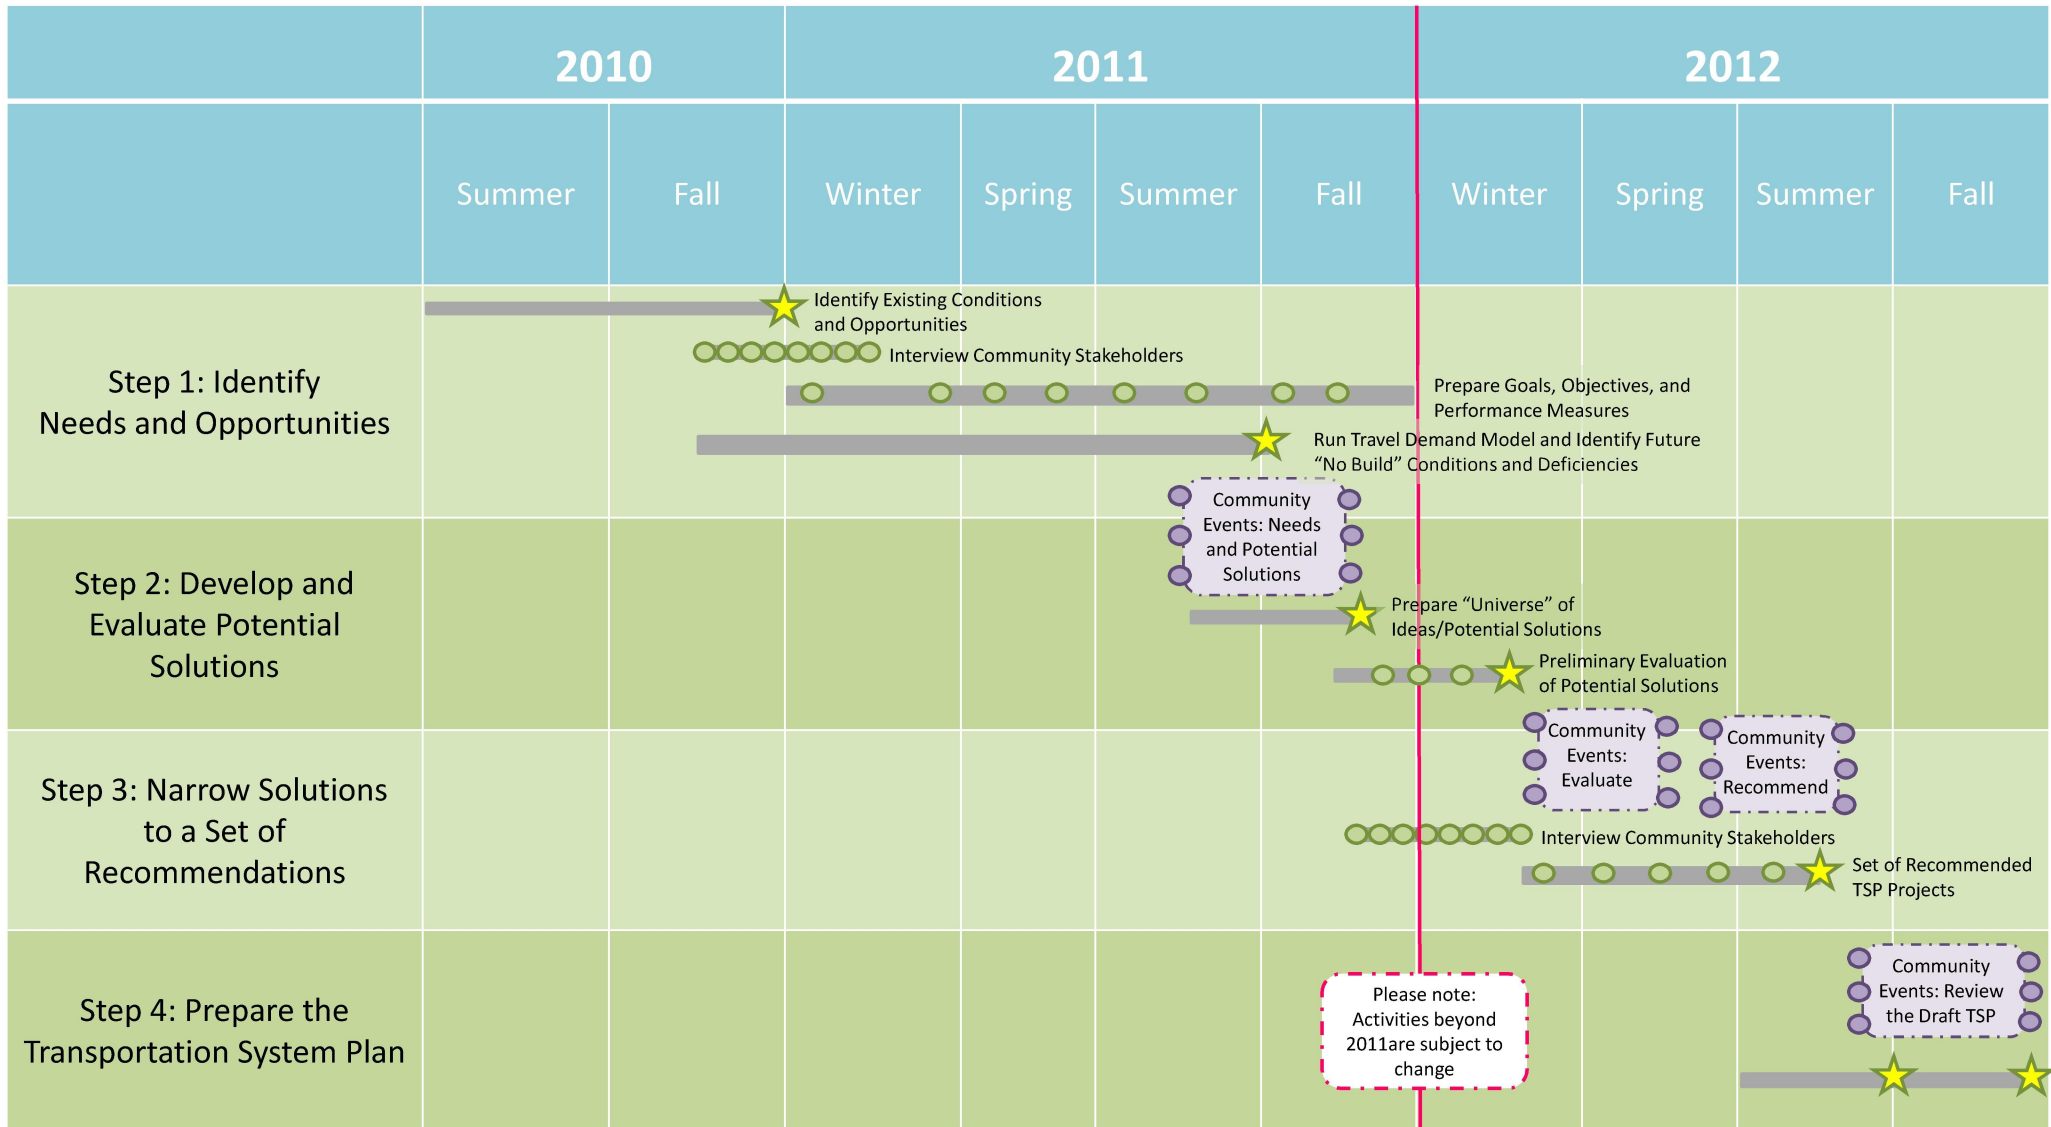 2010
2011
2012
Summer
Fall
Winter
Spring
Summer
Fall
Winter
Spring
Summer
Fall
Step 1: Identify
Needs and Opportunities
Identify Existing Conditions
and Opportunities
Interview Community Stakeholders
Prepare Goals, Objectives, and
Performance Measures
Run Travel Demand Model and Identify Future
“No Build” Conditions and Deficiencies
Community
Events: Needs
and Potential
Solutions
Step 2: Develop and
Evaluate Potential
Solutions
Prepare “Universe” of
Ideas/Potential Solutions
Preliminary Evaluation
of Potential Solutions
Community
Events:
Evaluate
Community
Events:
Recommend
Step 3: Narrow Solutions
to a Set of
Recommendations
Interview Community Stakeholders
Set of Recommended
TSP Projects
Step 4: Prepare the
Transportation System Plan
Please note:
Activities beyond
2011are subject to
change
Community
Events: Review
the Draft TSP